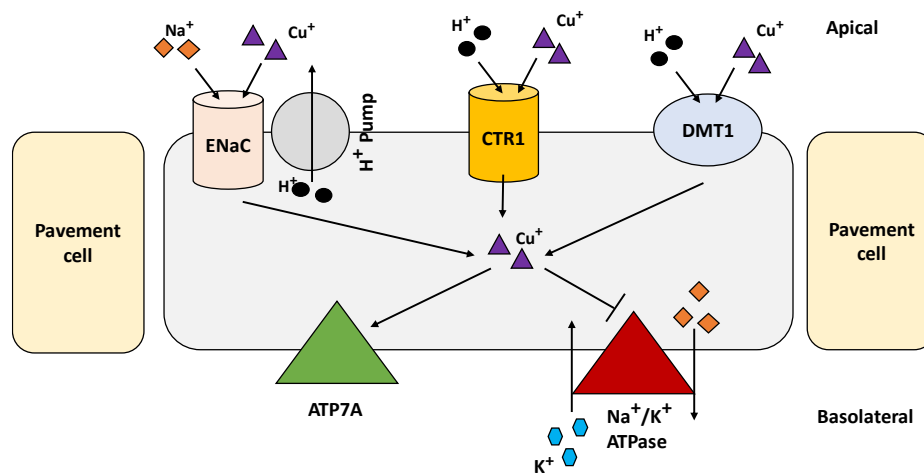 Na⁺
Cu⁺
H⁺
Cu⁺
H⁺
Cu⁺
Apical
ENaC
H⁺ Pump
CTR1
DMT1
H⁺
Pavement
cell
Cu⁺
Pavement
cell
ATP7A
Na⁺/K⁺
ATPase
K⁺
Basolateral